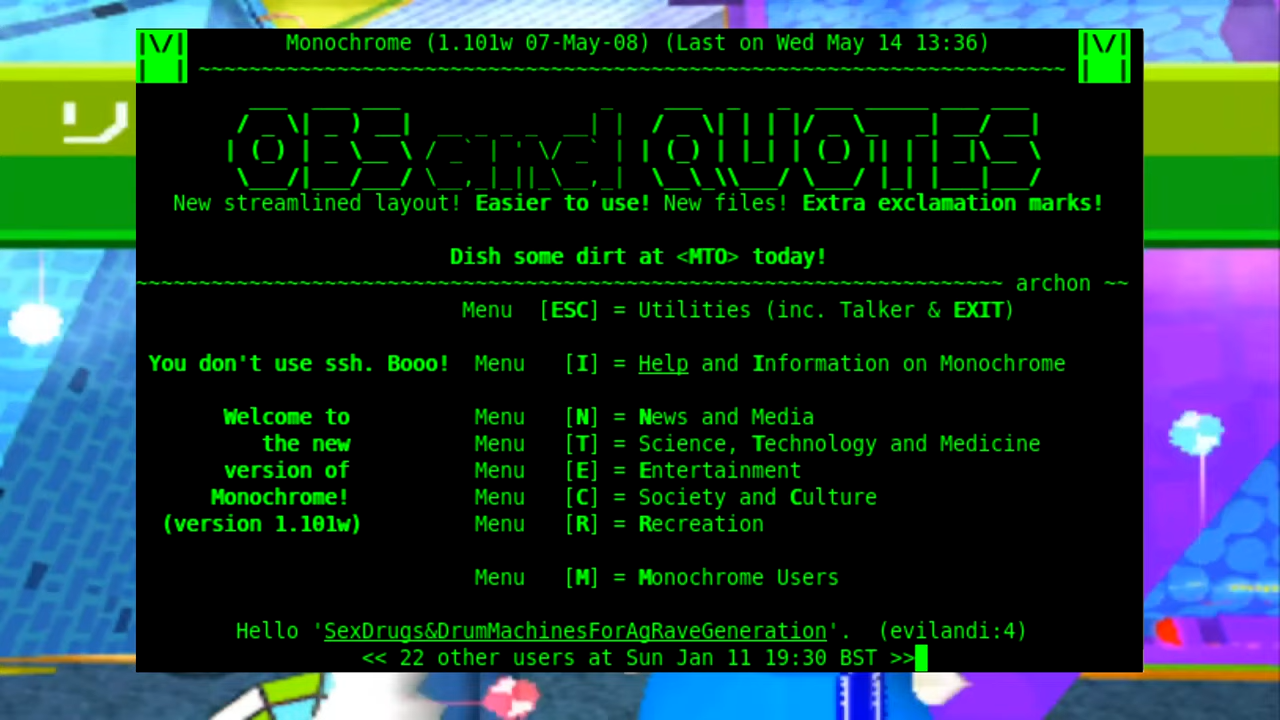 Monochrome (1.101w 07-May-08) (Last on Wed May 14 13:36)
OBS and QUOTES
New streamlined layout! Easier to use! New files! Extra exclamation marks!
Dish some dirt at <MTO> today!
archon
Menu [ESC] = Utilities (inc. Talker & EXIT)
You don't use ssh. Booo! Menu [I] = Help and Information on Monochrome
Welcome to Menu [N] = News and Media
the new Menu [T] = Science, Technology and Medicine
version of Menu [E] = Entertainment
Monochrome! Menu [C] = Society and Culture
(version 1.101w) Menu [R] = Recreation
Menu [M] = Monochrome Users
Hello 'SexDrugs&DrumMachinesForAgRaveGeneration'. (evilandi:4)
<< 22 other users at Sun Jan 11 19:30 BST >>